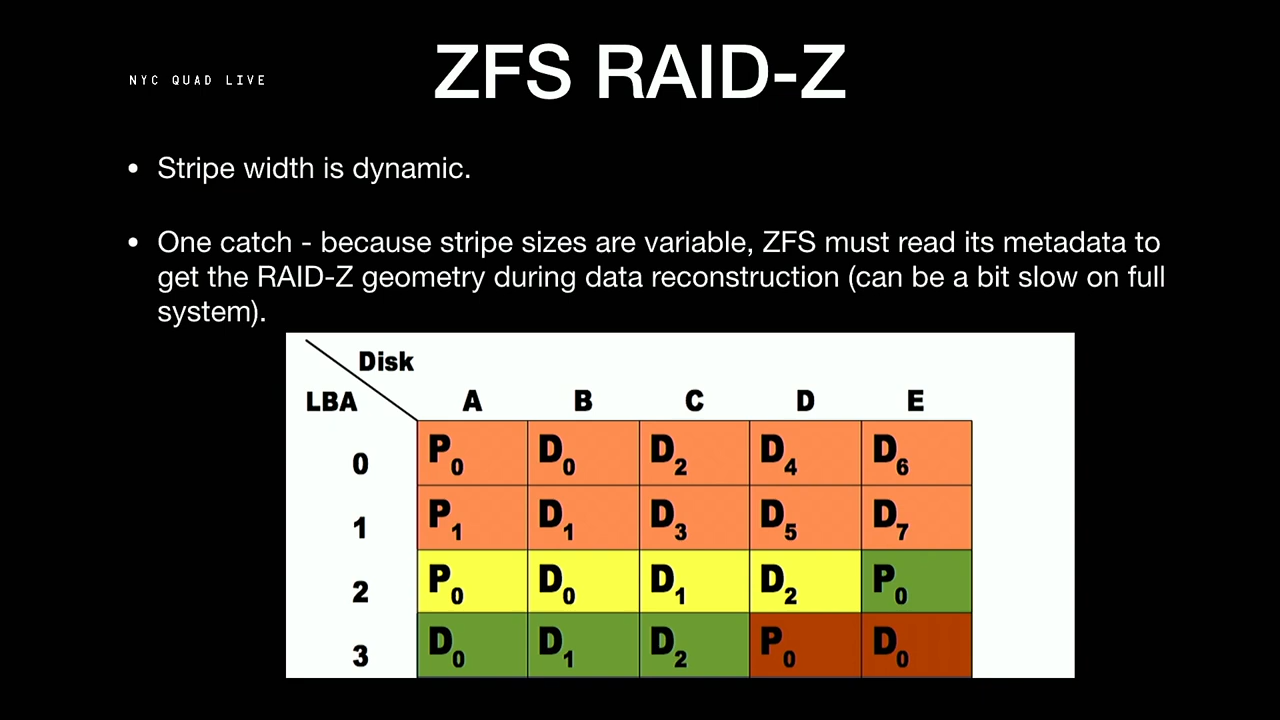 NYC QUAD LIVE
ZFS RAID-Z
• Stripe width is dynamic.
• One catch - because stripe sizes are variable, ZFS must read its metadata to
get the RAID-Z geometry during data reconstruction (can be a bit slow on full
system).
Disk
LBA A B C D E
0 P0 D0 D2 D4 D6
1 P1 D1 D3 D5 D7
2 P0 D0 D1 D2 P0
3 D0 D1 D2 P0 D0